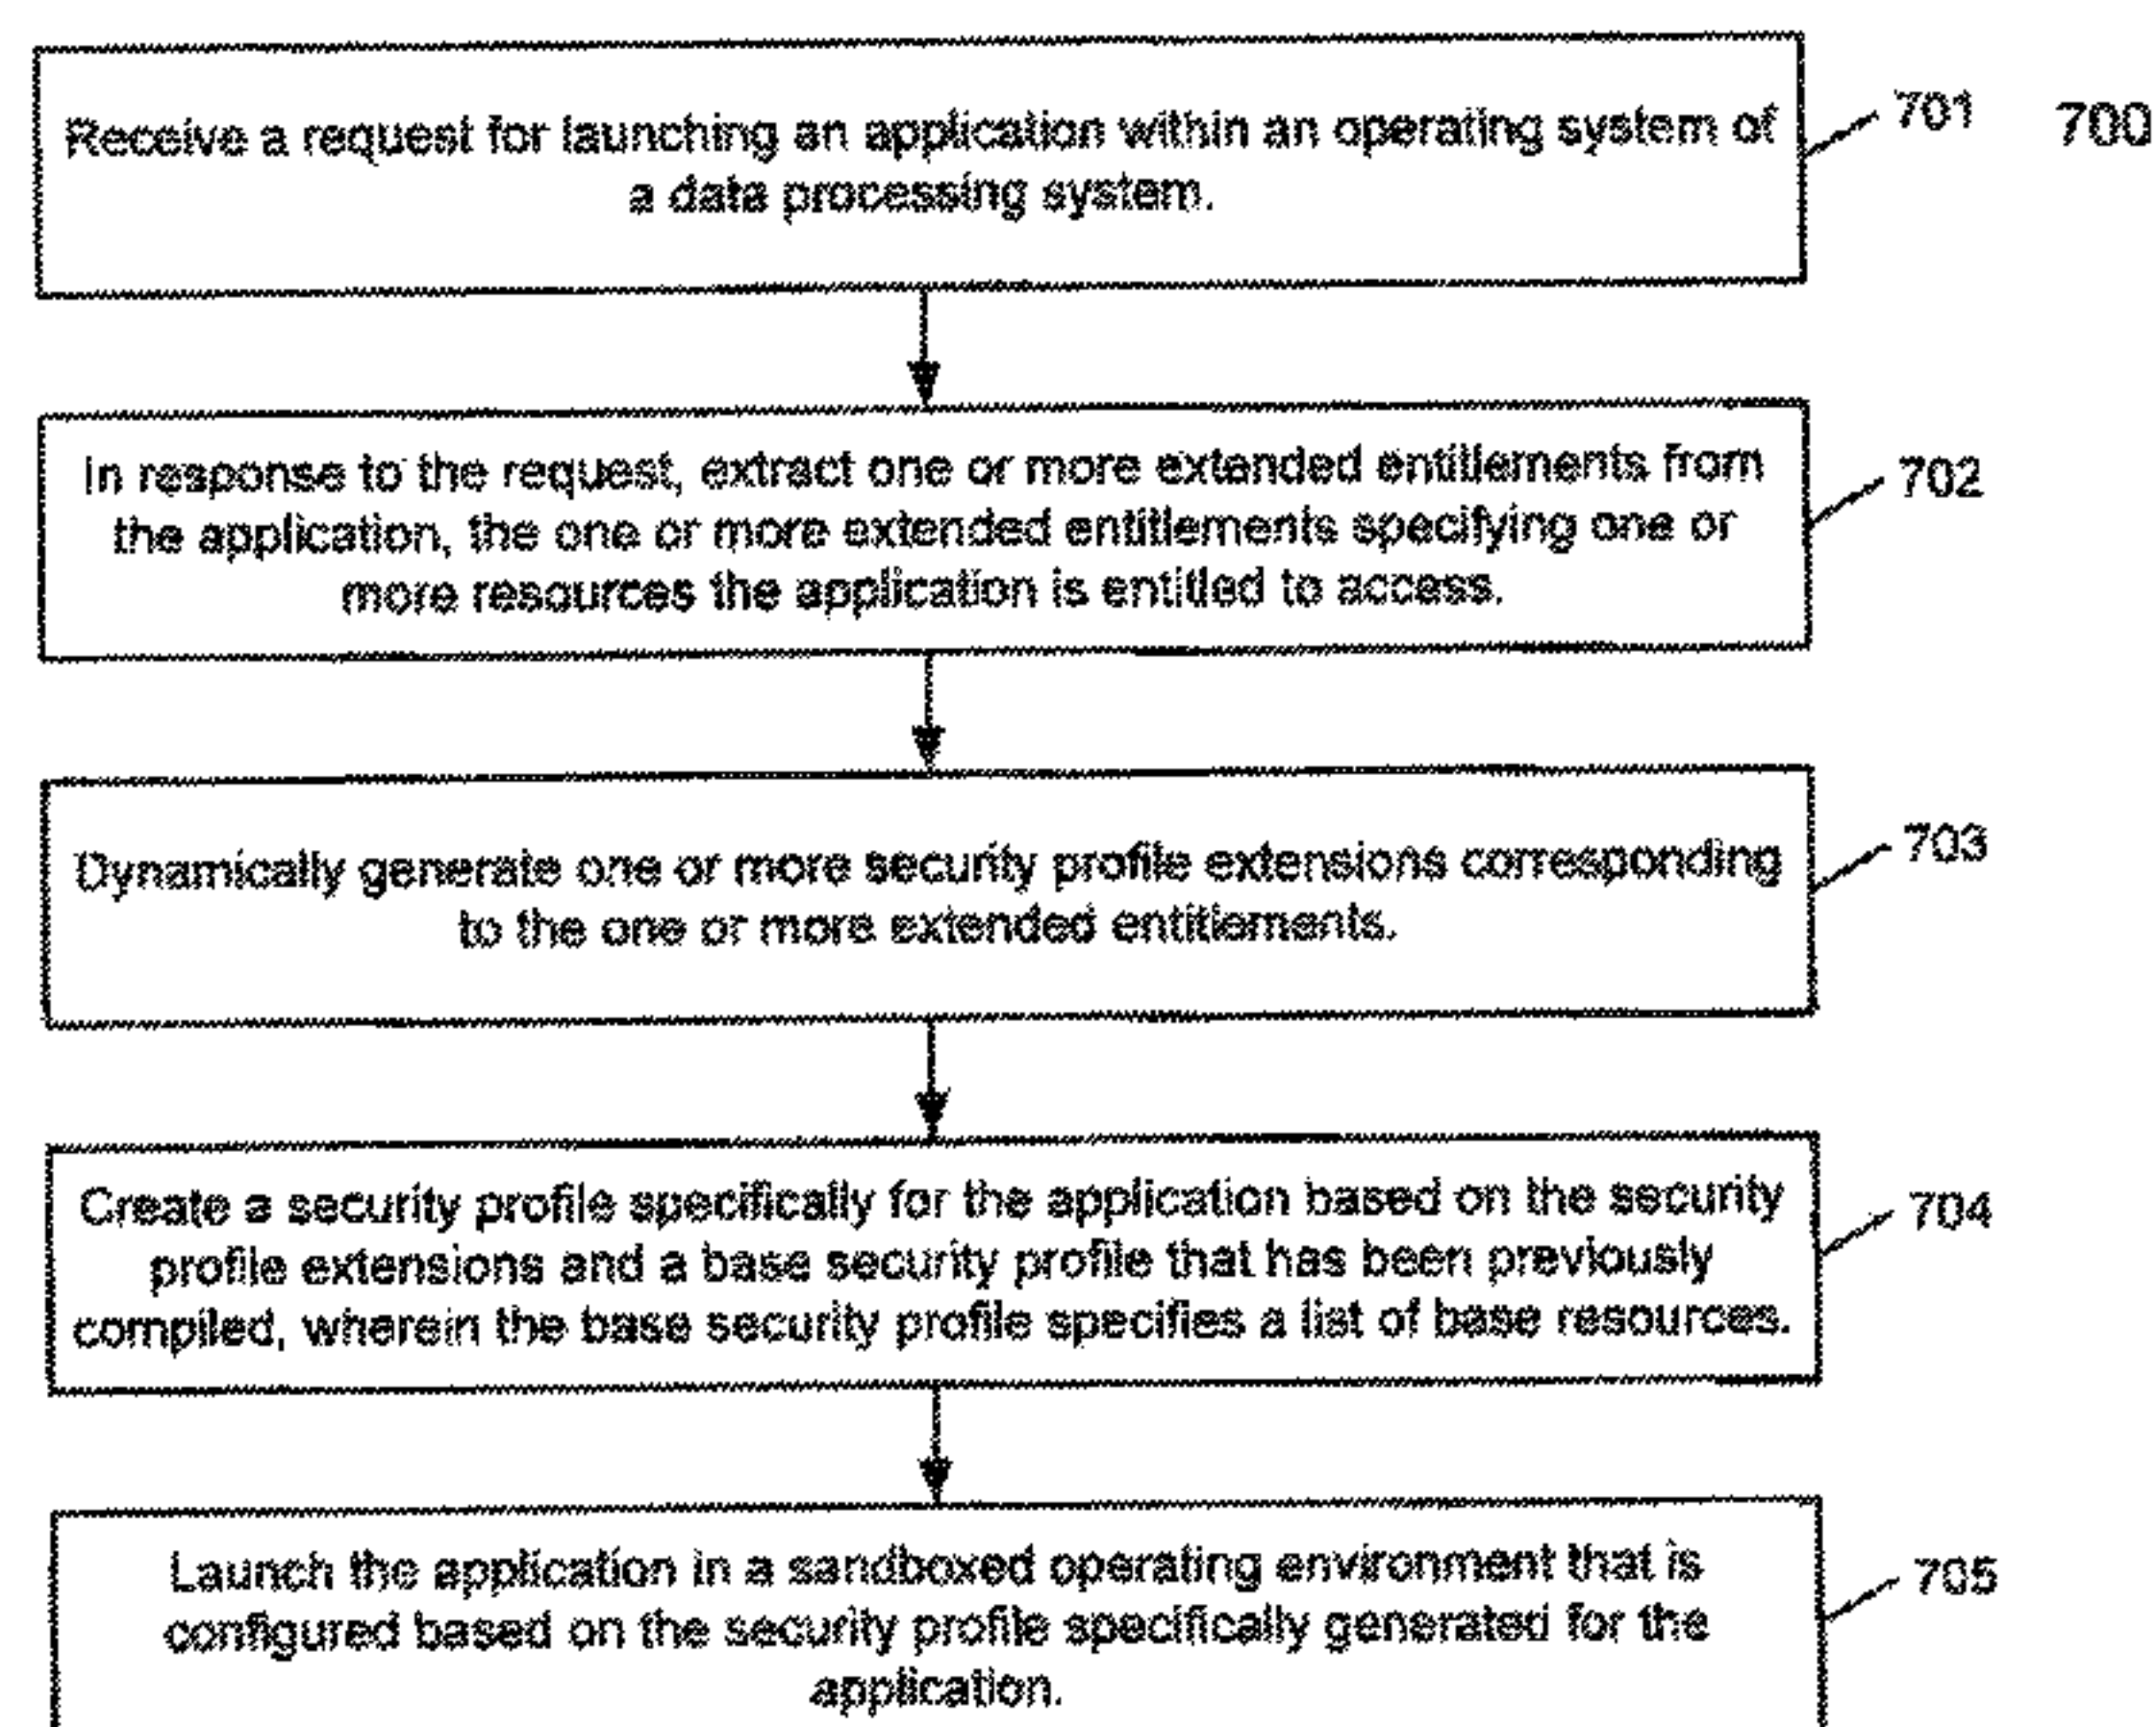 Receive a request for launching an application within an operating system of
a data processing system.
701
700
In response to the request, extract one or more extended entitlements from
the application, the one or more extended entitlements specifying one or
more resources the application is entitled to access.
702
Dynamically generate one or more security profile extensions corresponding
to the one or more extended entitlements.
703
Create a security profile specifically for the application based on the security
profile extensions and a base security profile that has been previously
compiled, wherein the base security profile specifies a list of base resources.
704
Launch the application in a sandboxed operating environment that is
configured based on the security profile specifically generated for the
application.
705